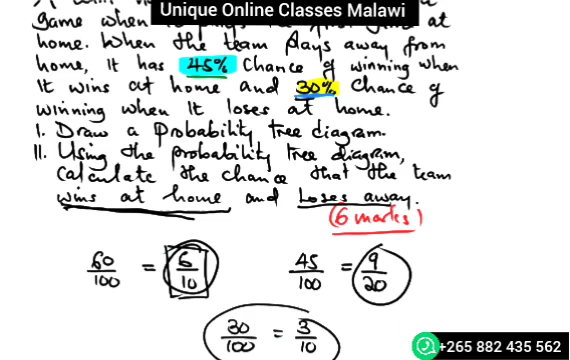 Unique Online Classes Malawi
game when at
home. When the team plays away from
home, it has 45% chance of winning when
it wins at home and 30% chance of
winning when it loses at home.
I. Draw a probability tree diagram.
II. Using the probability tree diagram,
calculate the chance that the team
wins at home and loses away.
(6 marks)
60/100 = 6/10 45/100 = 9/20
30/100 = 3/10
+265 882 435 562